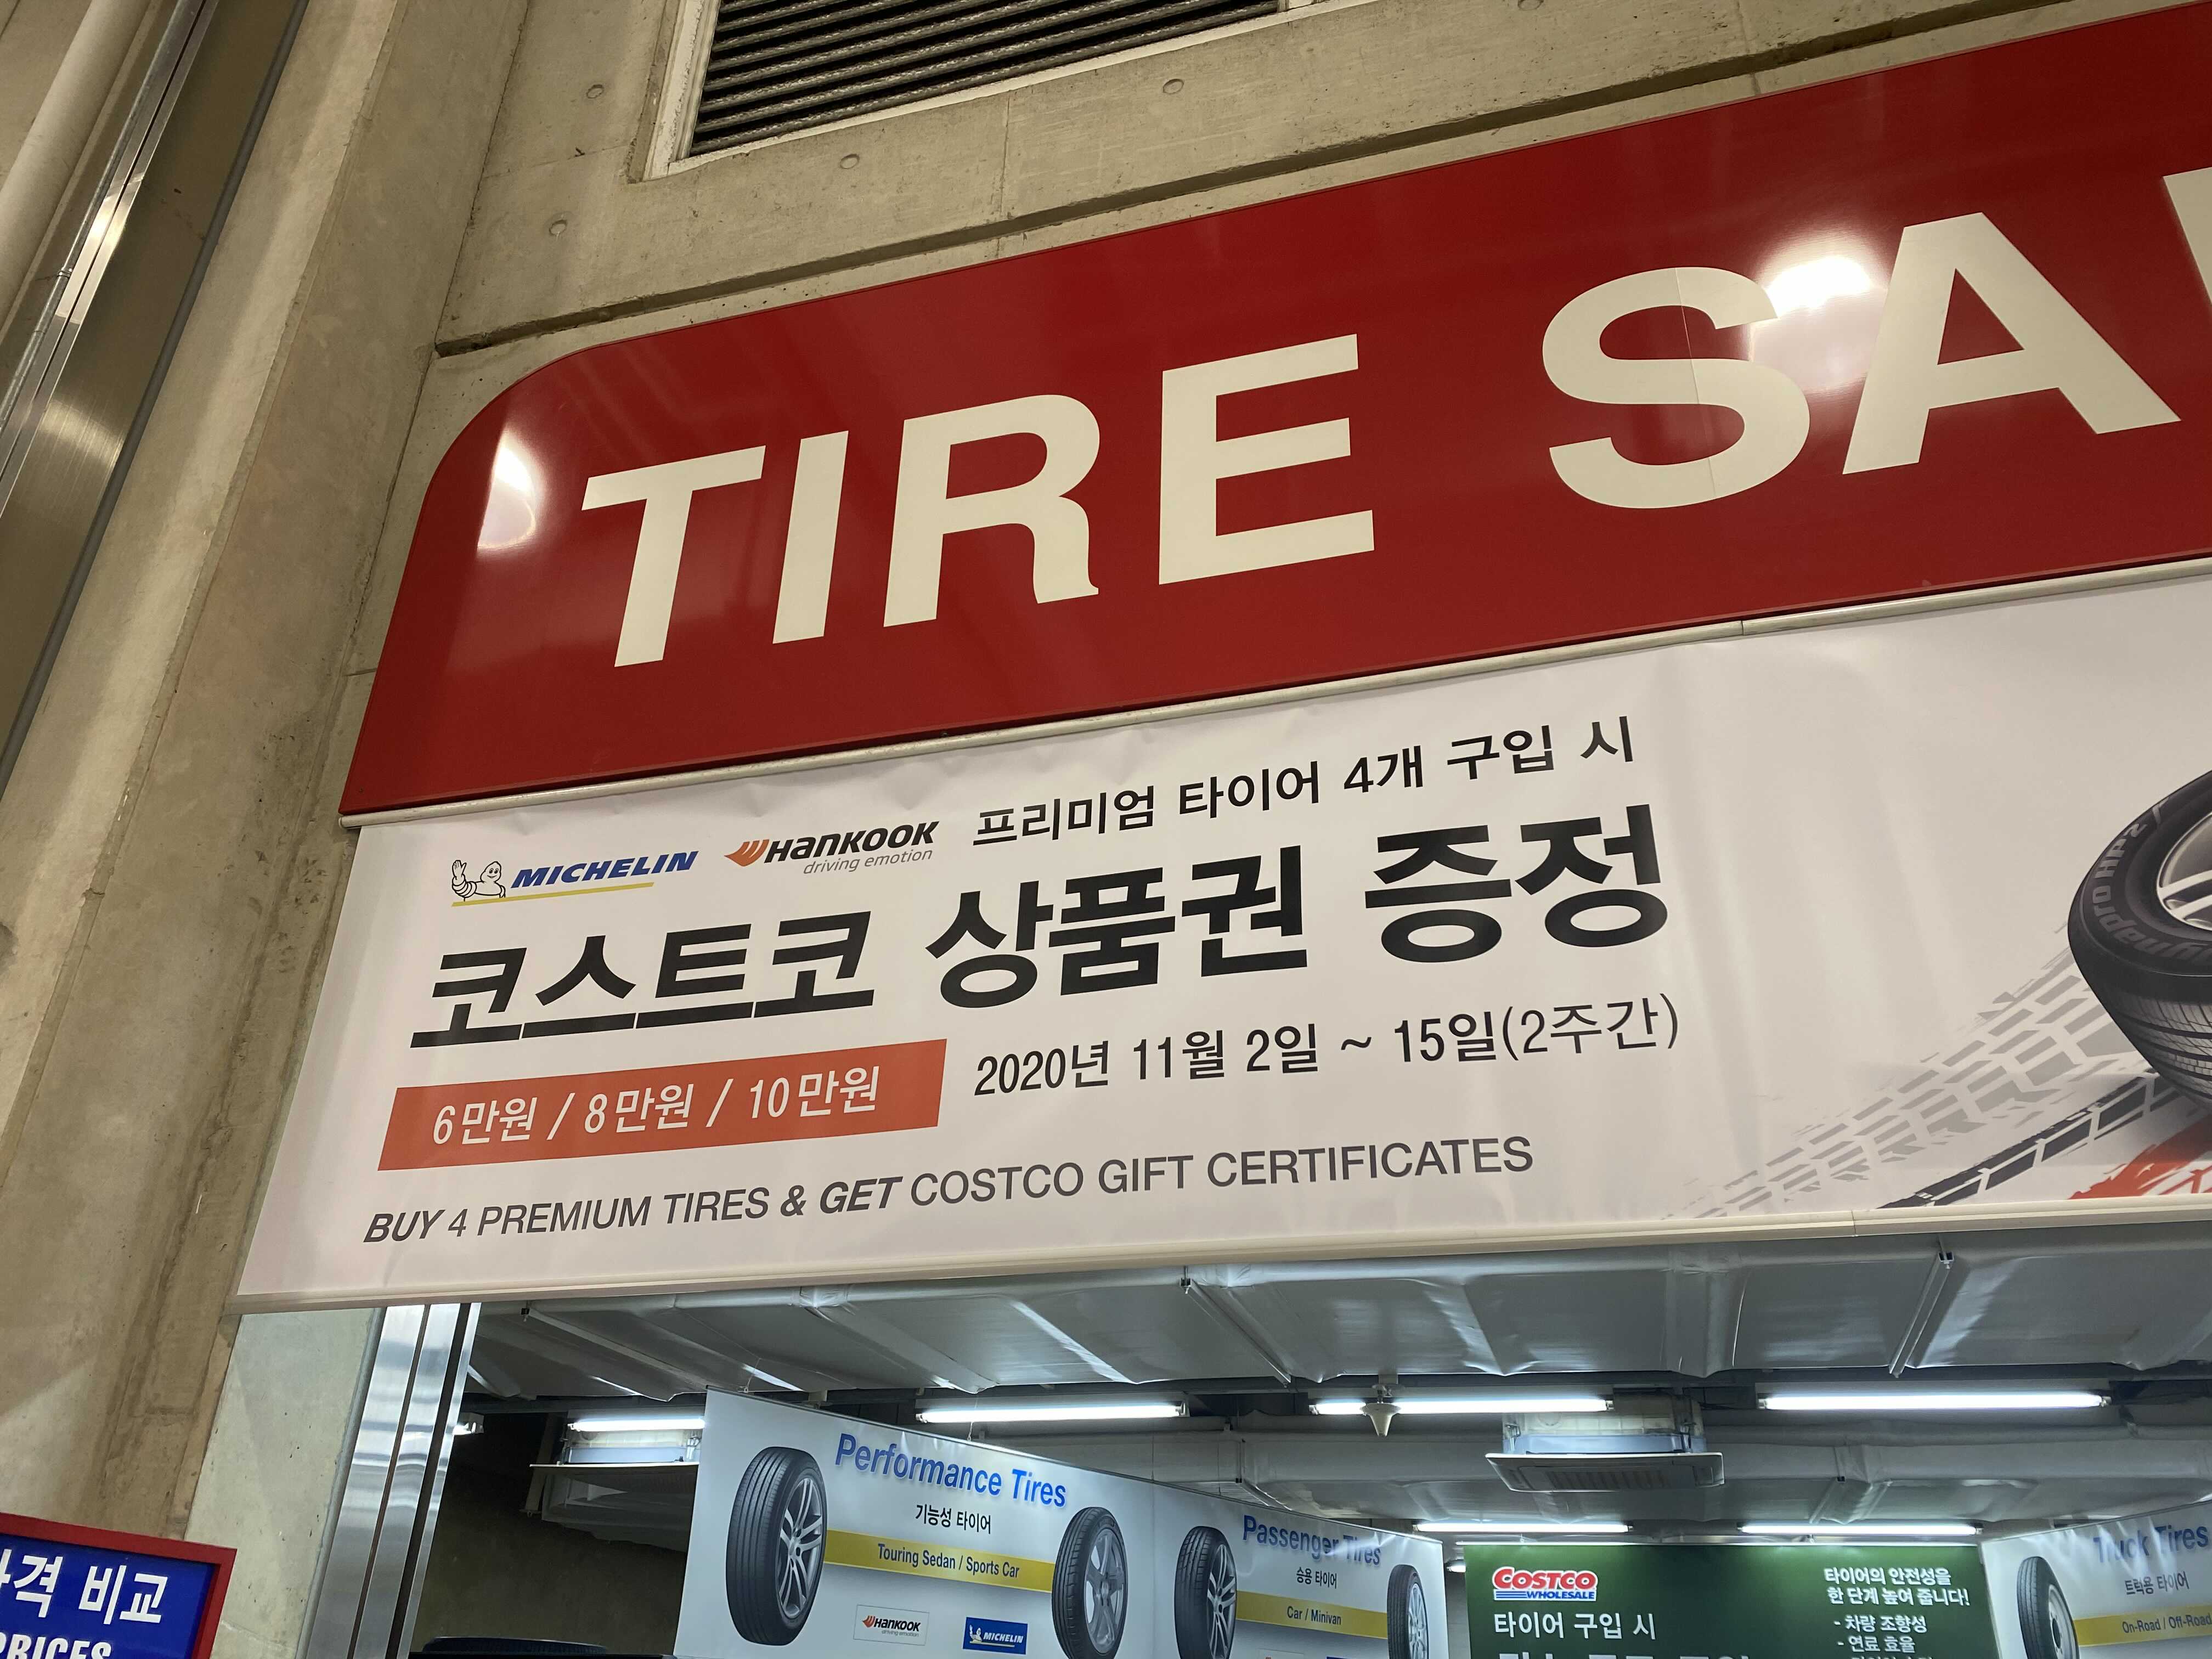 TIRE SA
MICHELIN
HANKOOK
driving emotion
프리미엄 타이어 4개 구입 시
코스트코 상품권 증정
6만원 / 8만원 / 10만원
2020년 11월 2일 ~ 15일(2주간)
BUY 4 PREMIUM TIRES & GET COSTCO GIFT CERTIFICATES
Performance Tires
기능성 타이어
Touring Sedan / Sports Car
HANKOOK
driving emotion
MICHELIN
Passenger Tires
승용 타이어
Car / Minivan
COSTCO
WHOLESALE
타이어 구입 시
타이어의 안전성을
한 단계 높여 줍니다!
- 차량 조향성
- 연료 효율
Truck Tires
트럭용 타이어
On-Road / Off-Road
가격 비교
PRICES